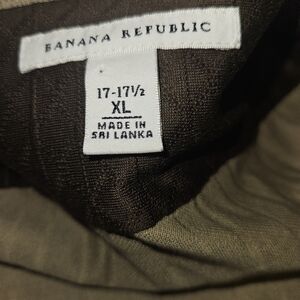 BANANA REPUBLIC
17-17½
XL
MADE IN
SRI LANKA